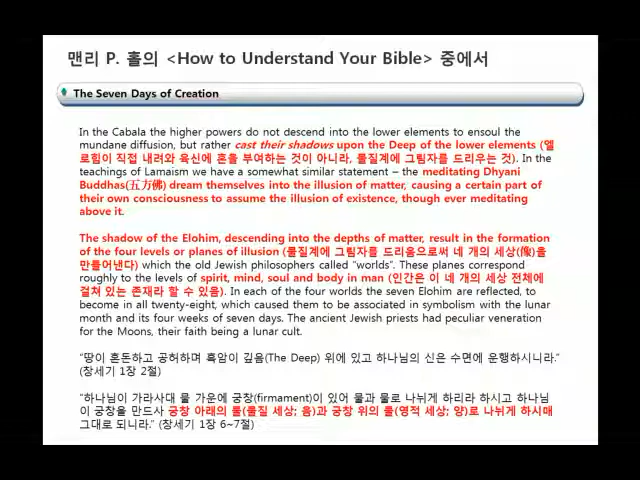 맨리 P. 홀의 <How to Understand Your Bible> 중에서
The Seven Days of Creation
In the Cabala the higher powers do not descend into the lower elements to ensoul the
mundane diffusion, but rather cast their shadows upon the Deep of the lower elements (엘
로힘이 직접 내려와 육신에 혼을 부여하는 것이 아니라, 물질계에 그림자를 드리우는 것). In the
teachings of Lamaism we have a somewhat similar statement – the meditating Dhyani
Buddhas(五方佛) dream themselves into the illusion of matter, causing a certain part of
their own consciousness to assume the illusion of existence, though ever meditating
above it.
The shadow of the Elohim, descending into the depths of matter, result in the formation
of the four levels or planes of illusion (물질계에 그림자를 드리움으로써 네 개의 세상(像)을
만들어낸다) which the old Jewish philosophers called “worlds”. These planes correspond
roughly to the levels of spirit, mind, soul and body in man (인간은 이 네 개의 세상 전체에
걸쳐 있는 존재라 할 수 있음). In each of the four worlds the seven Elohim are reflected, to
become in all twenty-eight, which caused them to be associated in symbolism with the lunar
month and its four weeks of seven days. The ancient Jewish priests had peculiar veneration
for the Moons, their faith being a lunar cult.
“땅이 혼돈하고 공허하며 흑암이 깊음(The Deep) 위에 있고 하나님의 신은 수면에 운행하시니라.”
(창세기 1장 2절)
“하나님이 가라사대 물 가운에 궁창(firmament)이 있어 물과 물로 나뉘게 하리라 하시고 하나님
이 궁창을 만드사 궁창 아래의 물(물질 세상; 음)과 궁창 위의 물(영적 세상; 양)로 나뉘게 하시매
그대로 되니라.” (창세기 1장 6~7절)